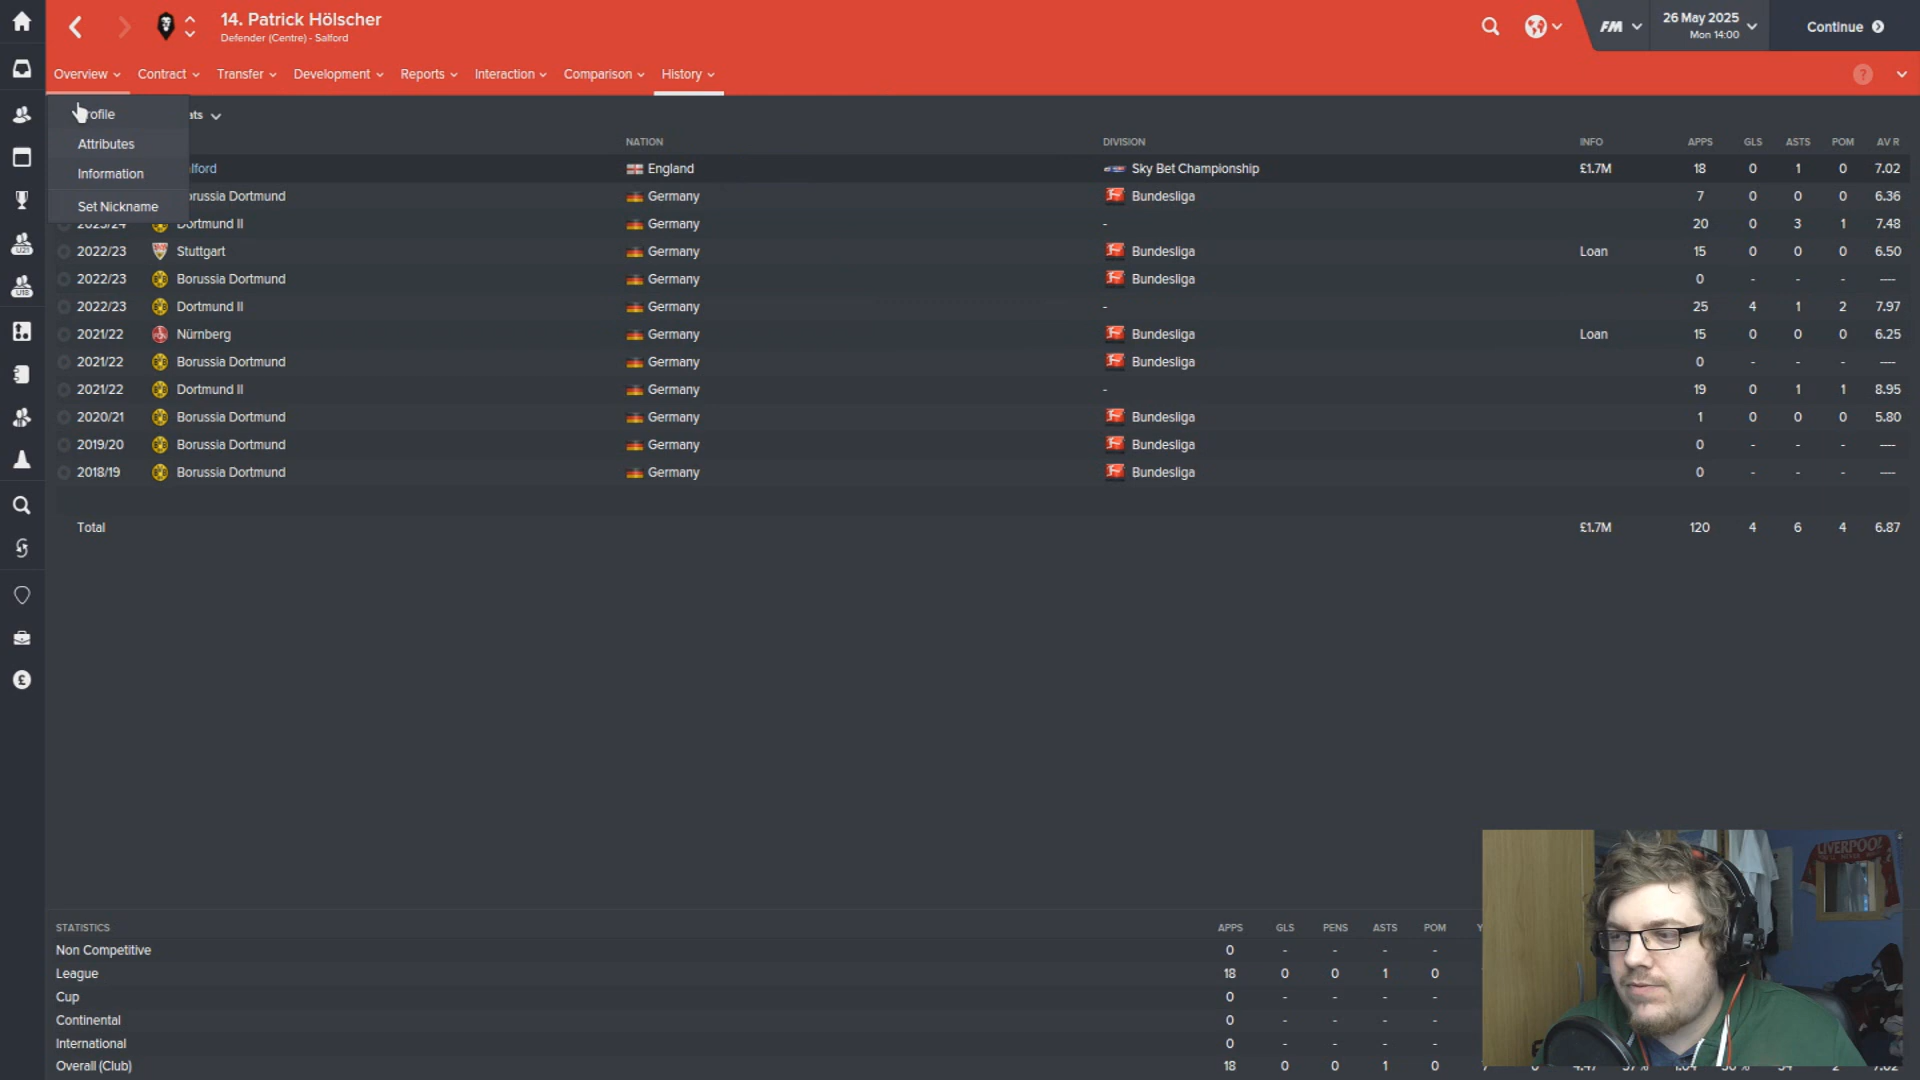 14. Patrick Hölscher
Defender (Centre) - Salford
FM
26 May 2025
Mon 14:00
Continue
Overview Contract Transfer Development Reports Interaction Comparison History ?
Attributes
Information
Set Nickname
NATION DIVISION INFO APPS GLS ASTS POM AV R
England Sky Bet Championship £1.7M 18 0 1 0 7.02
Dortmund Germany Bundesliga 7 0 0 0 6.36
2023/24 Dortmund II Germany - 20 0 3 1 7.48
2022/23 Stuttgart Germany Bundesliga Loan 15 0 0 0 6.50
2022/23 Borussia Dortmund Germany Bundesliga 0 - - - ----
2022/23 Dortmund II Germany - 25 4 1 2 7.97
2021/22 Nürnberg Germany Bundesliga Loan 15 0 0 0 6.25
2021/22 Borussia Dortmund Germany Bundesliga 0 - - - ----
2021/22 Dortmund II Germany - 19 0 1 1 8.95
2020/21 Borussia Dortmund Germany Bundesliga 1 0 0 0 5.80
2019/20 Borussia Dortmund Germany Bundesliga 0 - - - ----
2018/19 Borussia Dortmund Germany Bundesliga 0 - - - ----
Total £1.7M 120 4 6 4 6.87
STATISTICS APPS GLS PENS ASTS POM
Non Competitive 0 - - - -
League 18 0 0 1 0
Cup 0 - - - -
Continental 0 - - - -
International 0 - - - -
Overall (Club) 18 0 0 1 0
U21
U18
LIVERPOOL